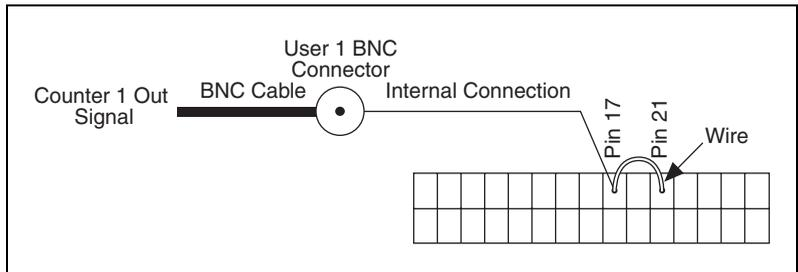 User 1 BNC
Connector
Counter 1 Out
Signal
BNC Cable
Internal Connection
Pin 17
Pin 21
Wire